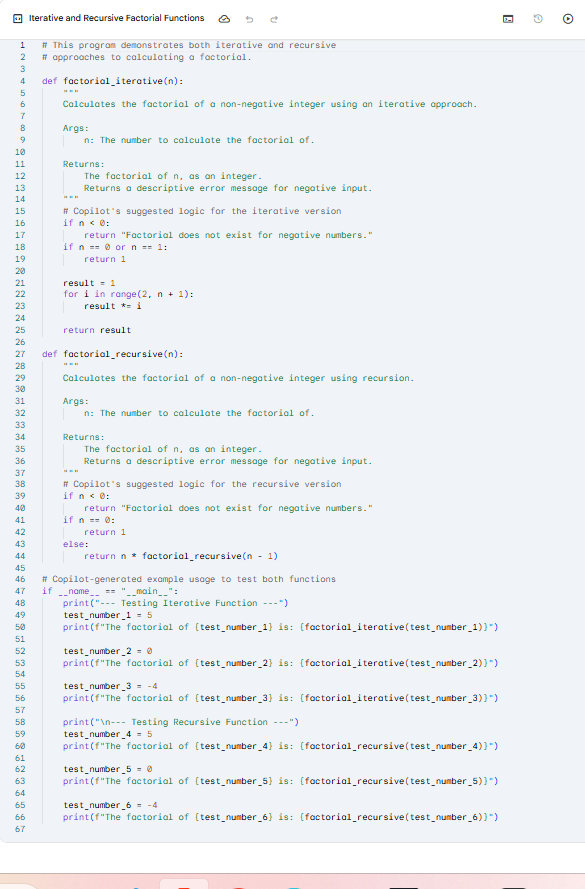 Iterative and Recursive Factorial Functions
1 # This program demonstrates both iterative and recursive
2 # approaches to calculating a factorial.
3
4 def factorial_iterative(n):
5 """
6 Calculates the factorial of a non-negative integer using an iterative approach.
7
8 Args:
9 n: The number to calculate the factorial of.
10
11 Returns:
12 The factorial of n, as an integer.
13 Returns a descriptive error message for negative input.
14 """
15 # Copilot's suggested logic for the iterative version
16 if n < 0:
17 return "Factorial does not exist for negative numbers."
18 if n == 0 or n == 1:
19 return 1
20
21 result = 1
22 for i in range(2, n + 1):
23 result *= i
24
25 return result
26
27 def factorial_recursive(n):
28 """
29 Calculates the factorial of a non-negative integer using recursion.
30
31 Args:
32 n: The number to calculate the factorial of.
33
34 Returns:
35 The factorial of n, as an integer.
36 Returns a descriptive error message for negative input.
37 """
38 # Copilot's suggested logic for the recursive version
39 if n < 0:
40 return "Factorial does not exist for negative numbers."
41 if n == 0:
42 return 1
43 else:
44 return n * factorial_recursive(n - 1)
45
46 # Copilot-generated example usage to test both functions
47 if __name__ == "__main__":
48 print("--- Testing Iterative Function ---")
49 test_number_1 = 5
50 print(f"The factorial of {test_number_1} is: {factorial_iterative(test_number_1)}")
51
52 test_number_2 = 0
53 print(f"The factorial of {test_number_2} is: {factorial_iterative(test_number_2)}")
54
55 test_number_3 = -4
56 print(f"The factorial of {test_number_3} is: {factorial_iterative(test_number_3)}")
57
58 print("\n--- Testing Recursive Function ---")
59 test_number_4 = 5
60 print(f"The factorial of {test_number_4} is: {factorial_recursive(test_number_4)}")
61
62 test_number_5 = 0
63 print(f"The factorial of {test_number_5} is: {factorial_recursive(test_number_5)}")
64
65 test_number_6 = -4
66 print(f"The factorial of {test_number_6} is: {factorial_recursive(test_number_6)}")
67